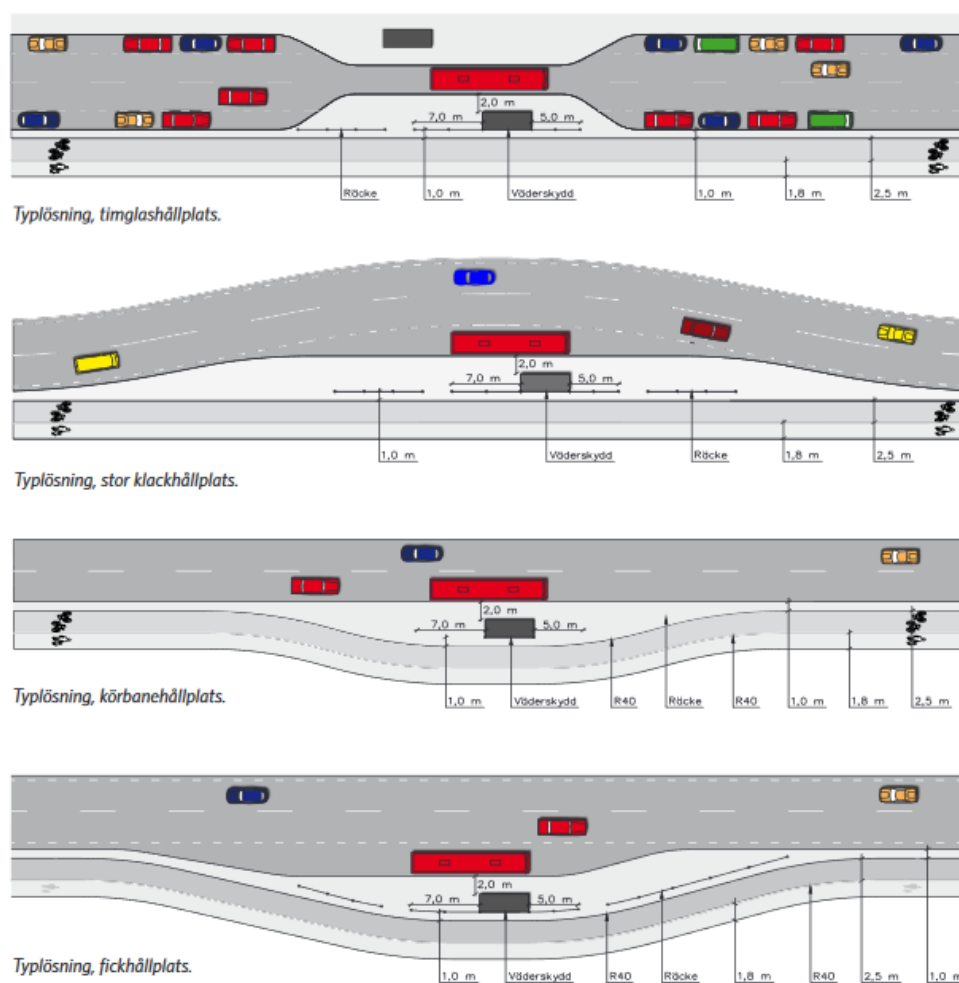 2,0 m
7,0 m 5,0 m
Räcke 1,0 m Väderskydd 1,0 m 1,8 m 2,5 m
Typlösning, timglashållplats.
2,0 m
7,0 m 5,0 m
1,0 m Väderskydd Räcke 1,8 m 2,5 m
Typlösning, stor klackhållplats.
2,0 m
7,0 m 5,0 m
1,0 m Väderskydd R40 Räcke R40 1,0 m 1,8 m 2,5 m
Typlösning, körbanehållplats.
2,0 m
7,0 m 5,0 m
1,0 m Väderskydd R40 Räcke 1,8 m R40 2,5 m 1,0 m
Typlösning, fickhållplats.